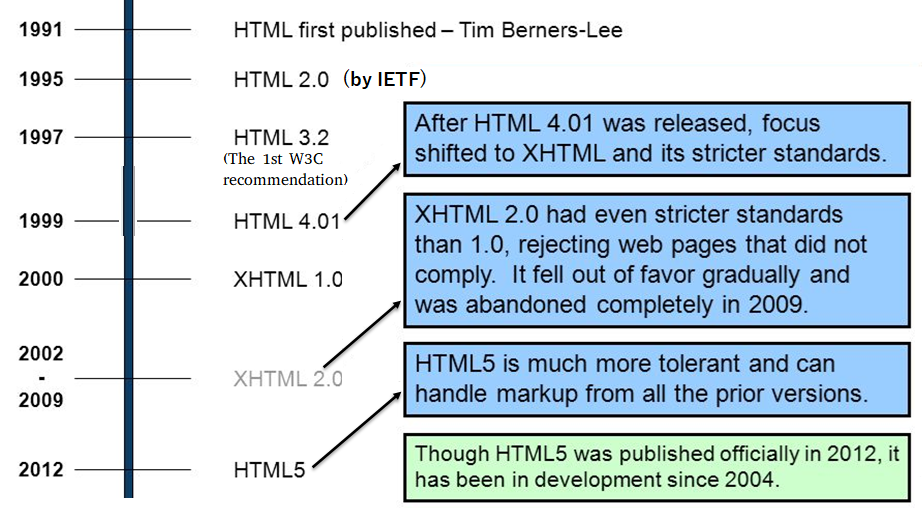 1991 HTML first published – Tim Berners-Lee
1995 HTML 2.0 (by IETF)
1997 HTML 3.2
(The 1st W3C
recommendation)
After HTML 4.01 was released, focus
shifted to XHTML and its stricter standards.
1999 HTML 4.01
2000 XHTML 1.0
XHTML 2.0 had even stricter standards
than 1.0, rejecting web pages that did not
comply. It fell out of favor gradually and
was abandoned completely in 2009.
2002
-
2009
XHTML 2.0
HTML5 is much more tolerant and can
handle markup from all the prior versions.
2012 HTML5
Though HTML5 was published officially in 2012, it
has been in development since 2004.